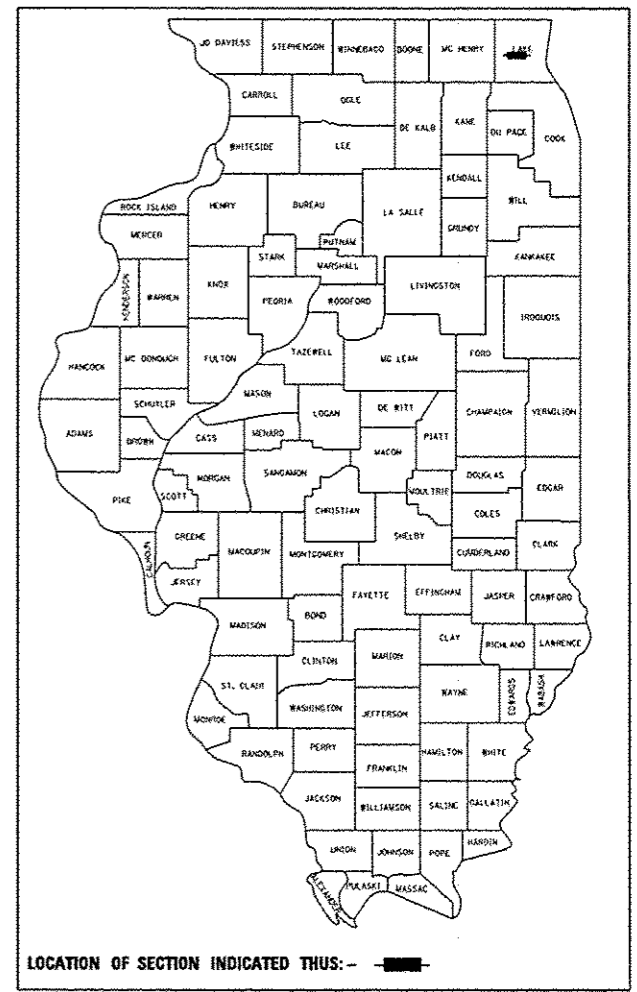 JO DAVIESS STEPHENSON WINNEBAGO BOONE MC HENRY LAKE
CARROLL OGLE DE KALB KANE DU PAGE COOK
WHITESIDE LEE KENDALL WILL
ROCK ISLAND HENRY BUREAU LA SALLE GRUNDY
MERCER PUTNAM KANKAKEE
STARK MARSHALL LIVINGSTON
HENDERSON WARREN KNOX PEORIA WOODFORD IROQUOIS
HANCOCK MC DONOUGH FULTON TAZEWELL MC LEAN FORD
MASON
SCHUYLER LOGAN DE WITT CHAMPAIGN VERMILION
ADAMS BROWN CASS MENARD MACON PIATT
MORGAN SANGAMON DOUGLAS EDGAR
PIKE SCOTT CHRISTIAN MOULTRIE COLES
GREENE MACOUPIN MONTGOMERY SHELBY CUMBERLAND CLARK
CALHOUN JERSEY FAYETTE EFFINGHAM JASPER CRAWFORD
MADISON BOND CLAY RICHLAND LAWRENCE
CLINTON MARION
ST. CLAIR WASHINGTON WAYNE EDWARDS WABASH
MONROE JEFFERSON
RANDOLPH PERRY HAMILTON WHITE
FRANKLIN
JACKSON WILLIAMSON SALINE GALLATIN
UNION JOHNSON POPE HARDIN
ALEXANDER PULASKI MASSAC
LOCATION OF SECTION INDICATED THUS:-